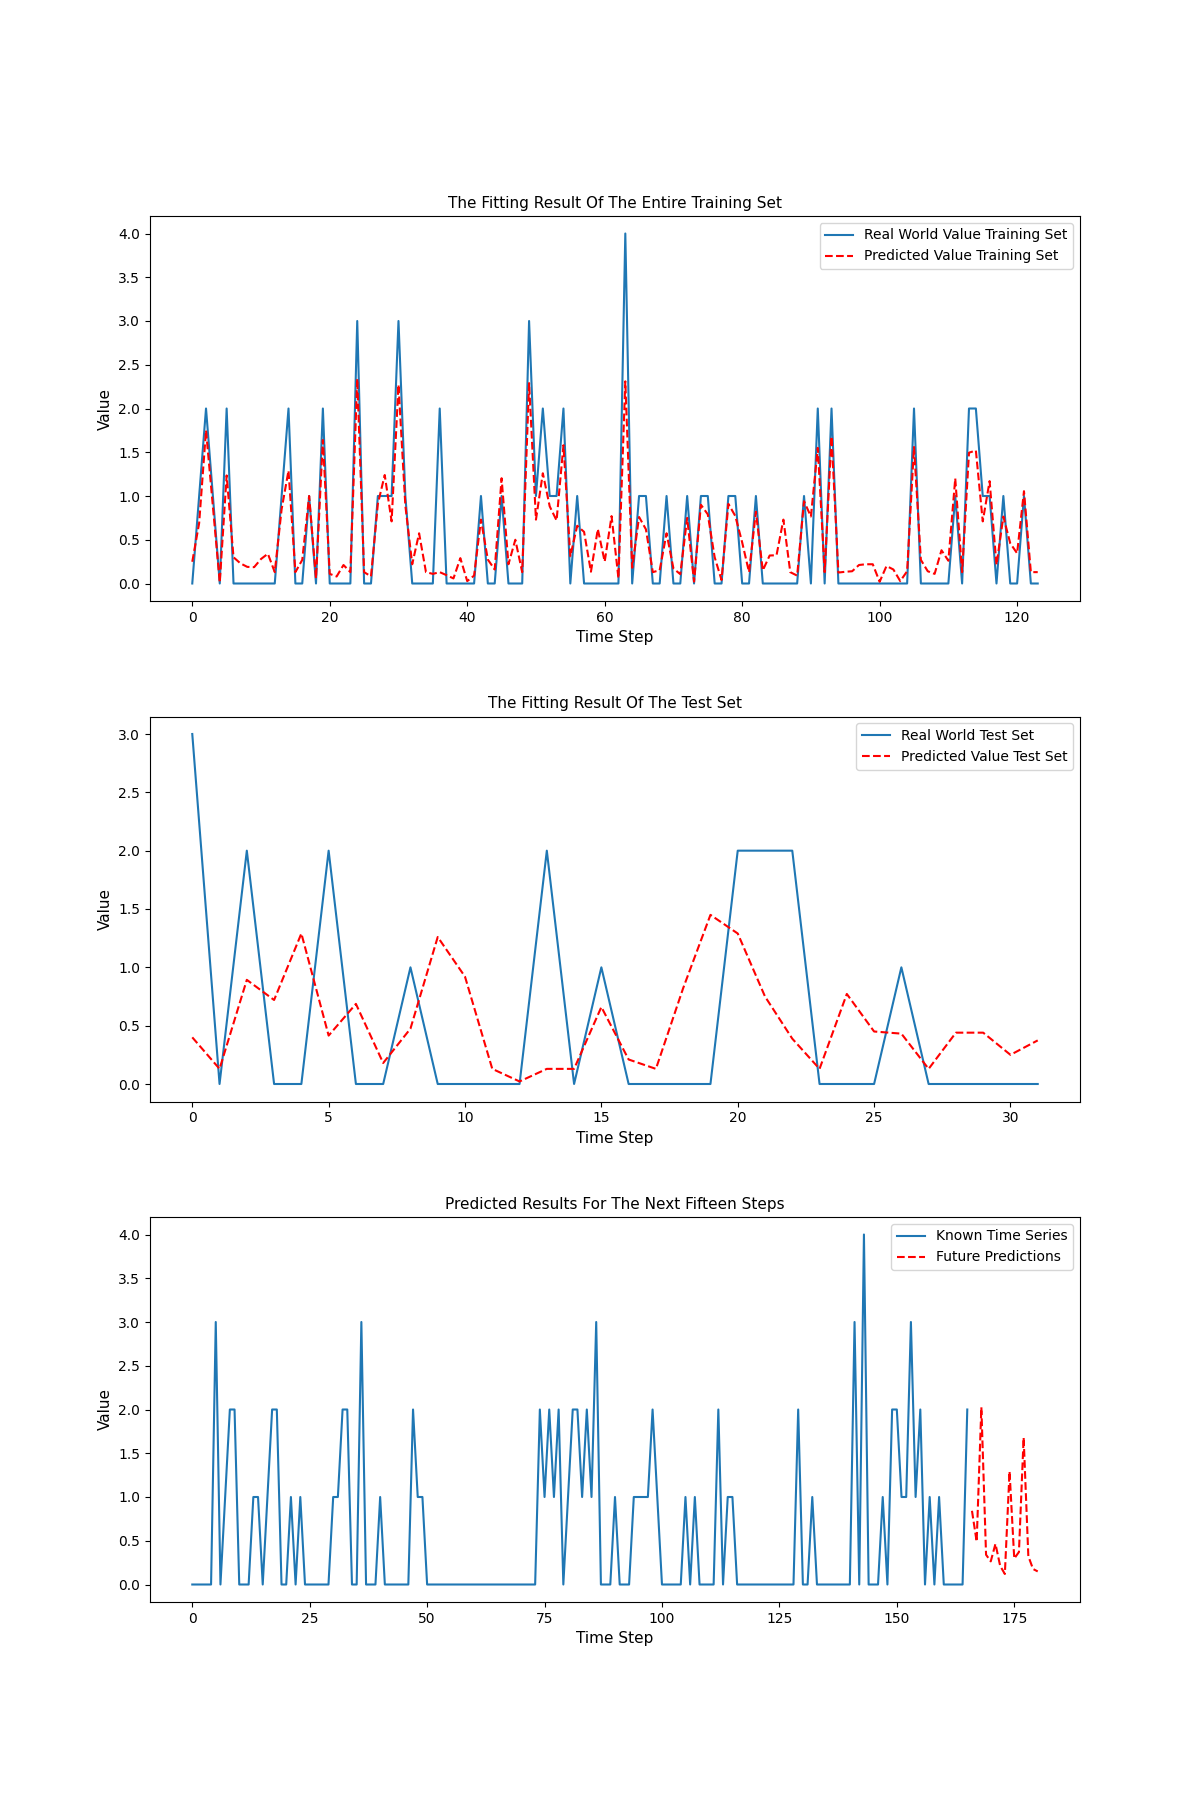 The Fitting Result Of The Entire Training Set
Real World Value Training Set
Predicted Value Training Set
Value
4.0
3.5
3.0
2.5
2.0
1.5
1.0
0.5
0.0
0 20 40 60 80 100 120
Time Step
The Fitting Result Of The Test Set
Real World Test Set
Predicted Value Test Set
Value
3.0
2.5
2.0
1.5
1.0
0.5
0.0
0 5 10 15 20 25 30
Time Step
Predicted Results For The Next Fifteen Steps
Known Time Series
Future Predictions
Value
4.0
3.5
3.0
2.5
2.0
1.5
1.0
0.5
0.0
0 25 50 75 100 125 150 175
Time Step